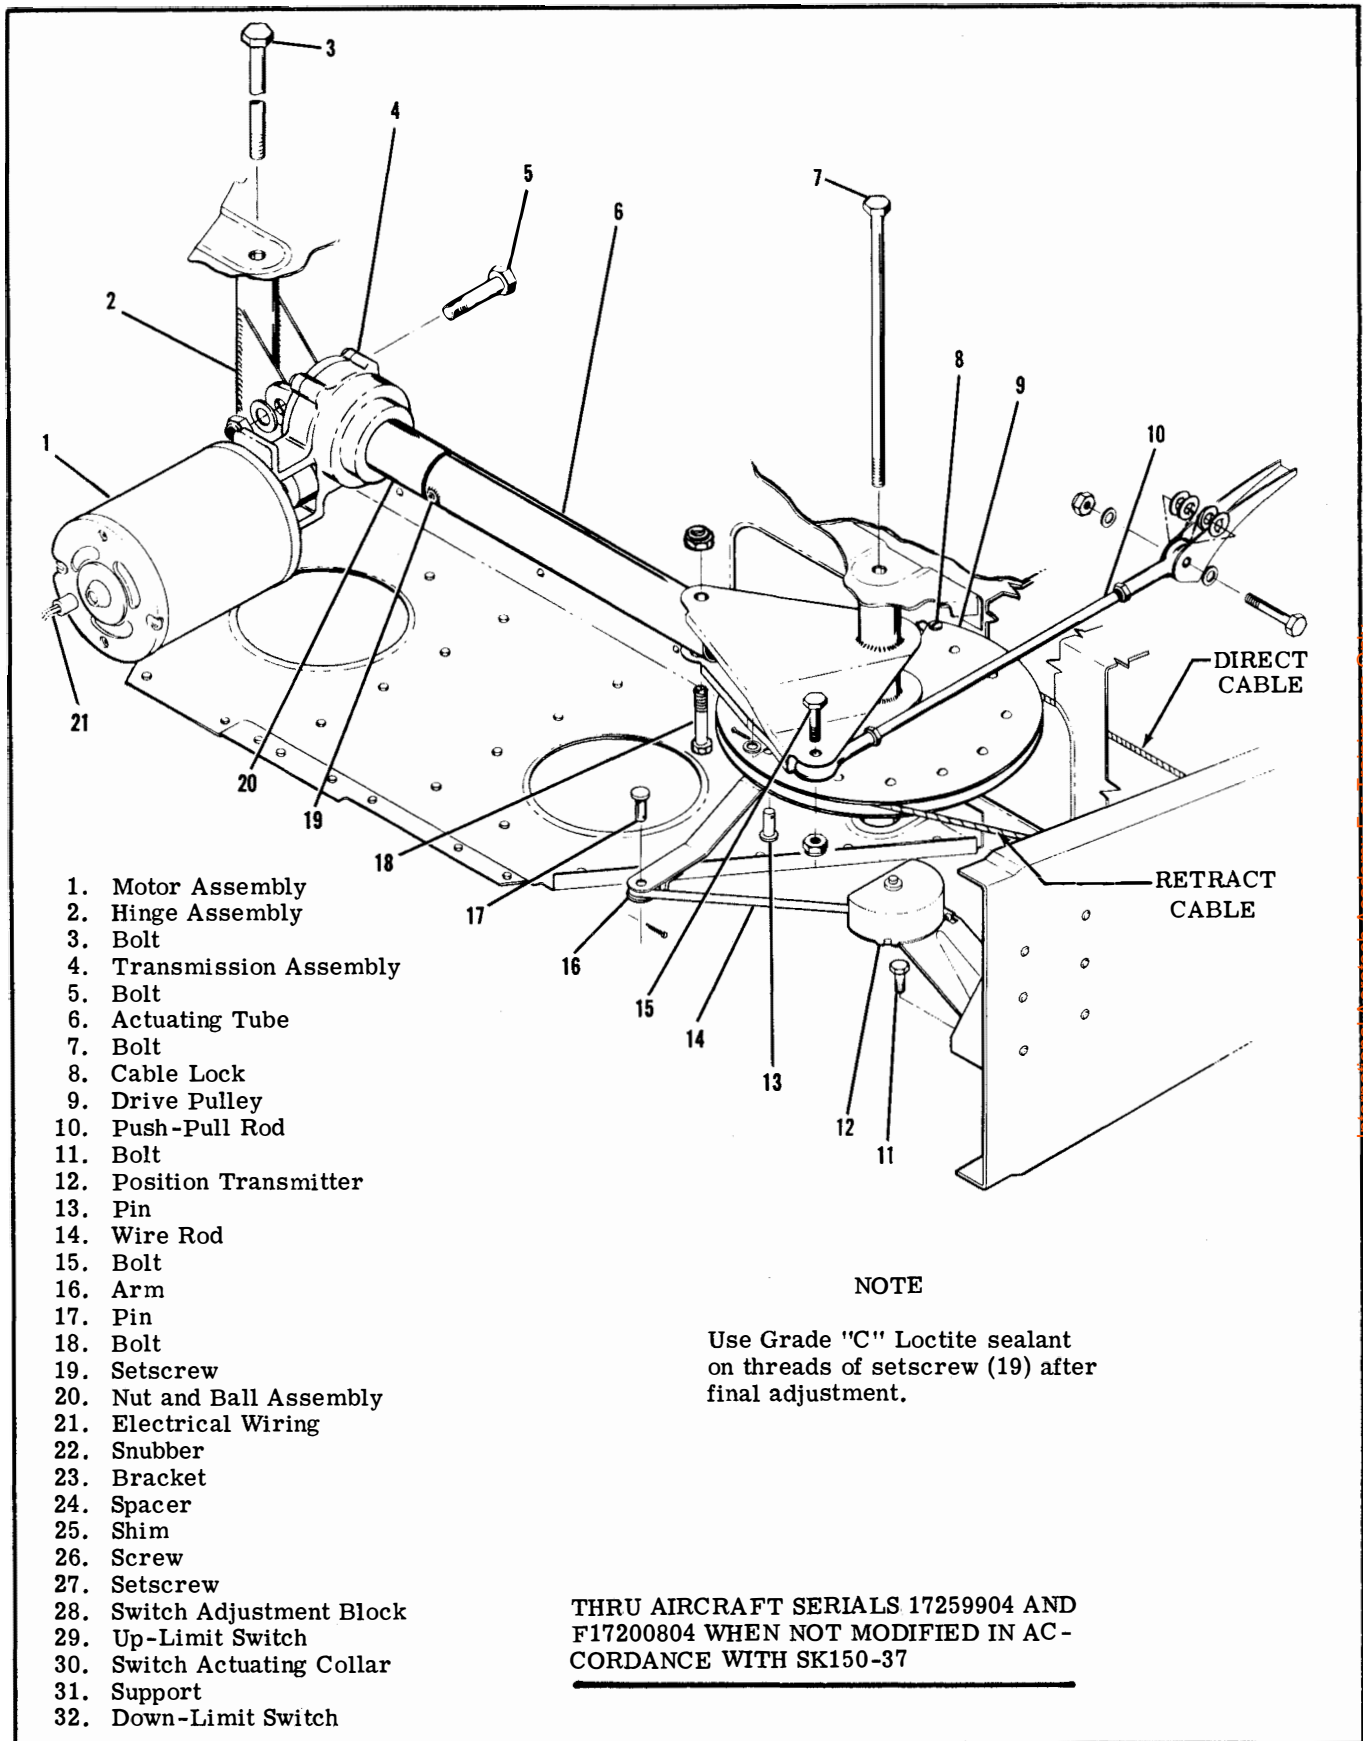 3
4
5
7
6
2
8
9
1
10
DIRECT
CABLE
21
20
19
18
17
RETRACT
CABLE
16
15
14
13
12
11
1. Motor Assembly
2. Hinge Assembly
3. Bolt
4. Transmission Assembly
5. Bolt
6. Actuating Tube
7. Bolt
8. Cable Lock
9. Drive Pulley
10. Push-Pull Rod
11. Bolt
12. Position Transmitter
13. Pin
14. Wire Rod
15. Bolt
16. Arm
17. Pin
18. Bolt
19. Setscrew
20. Nut and Ball Assembly
21. Electrical Wiring
22. Snubber
23. Bracket
24. Spacer
25. Shim
26. Screw
27. Setscrew
28. Switch Adjustment Block
29. Up-Limit Switch
30. Switch Actuating Collar
31. Support
32. Down-Limit Switch
NOTE
Use Grade "C" Loctite sealant
on threads of setscrew (19) after
final adjustment.
THRU AIRCRAFT SERIALS 17259904 AND
F17200804 WHEN NOT MODIFIED IN AC-
CORDANCE WITH SK150-37